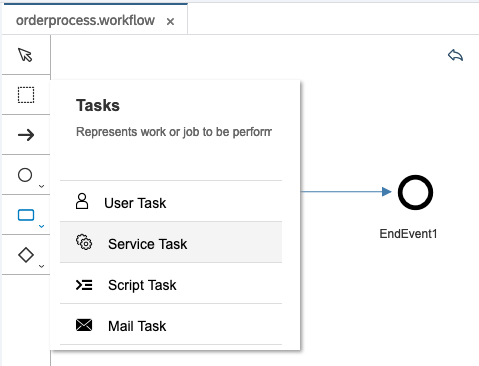 orderprocess.workflow ×
Tasks
Represents work or job to be perform
User Task
Service Task
Script Task
Mail Task
EndEvent1